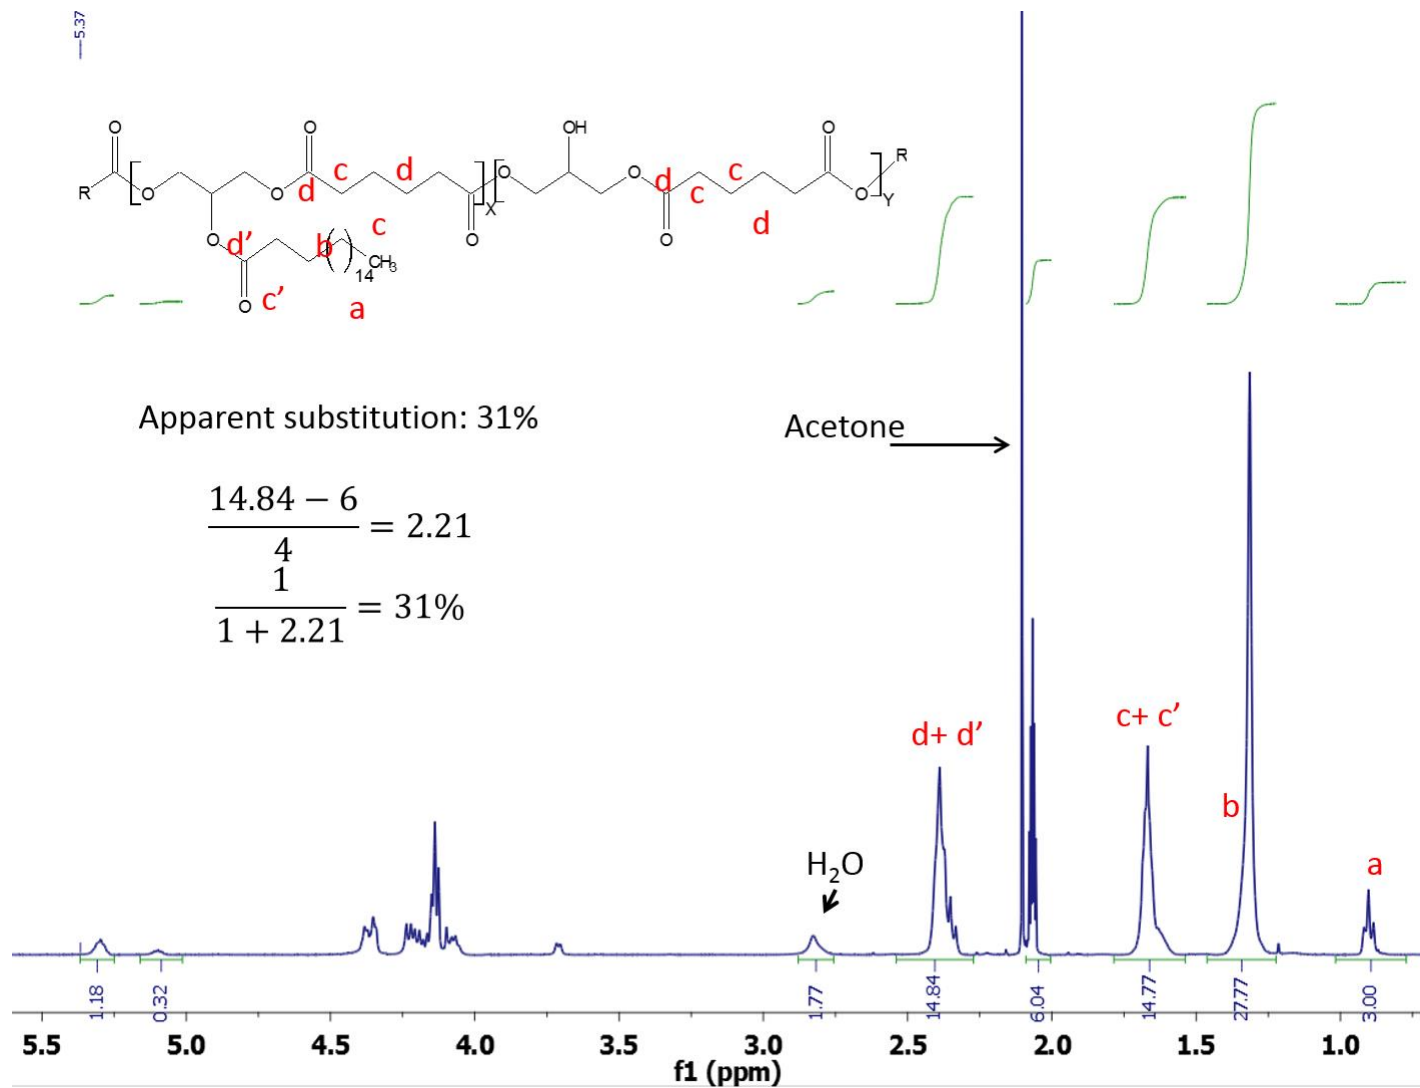 5.37
O O OH O
R O O O O O R
c d d c c
X Y
O d' b c O O d
14 CH3
O c' a
Apparent substitution: 31%
Acetone
14.84 − 6
4
= 2.21
1
1 + 2.21
= 31%
d+ d’
c+ c’
b
H₂O
a
1.18 0.32 1.77 14.84 6.04 14.77 27.77 3.00
5.5 5.0 4.5 4.0 3.5 3.0 2.5 2.0 1.5 1.0
f1 (ppm)